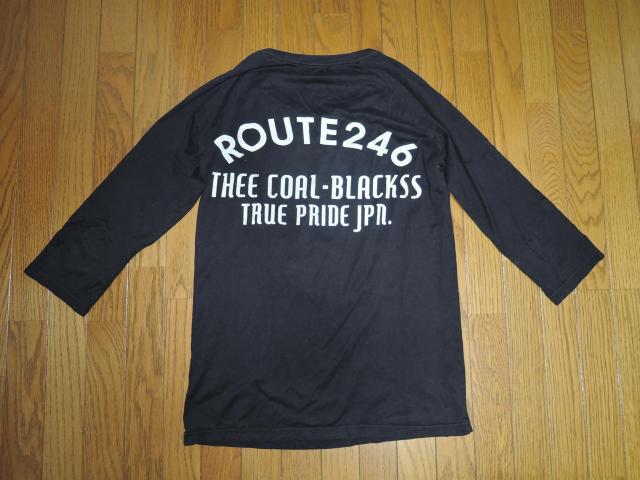 ROUTE246
THEE COAL-BLACKSS
TRUE PRIDE JPN.